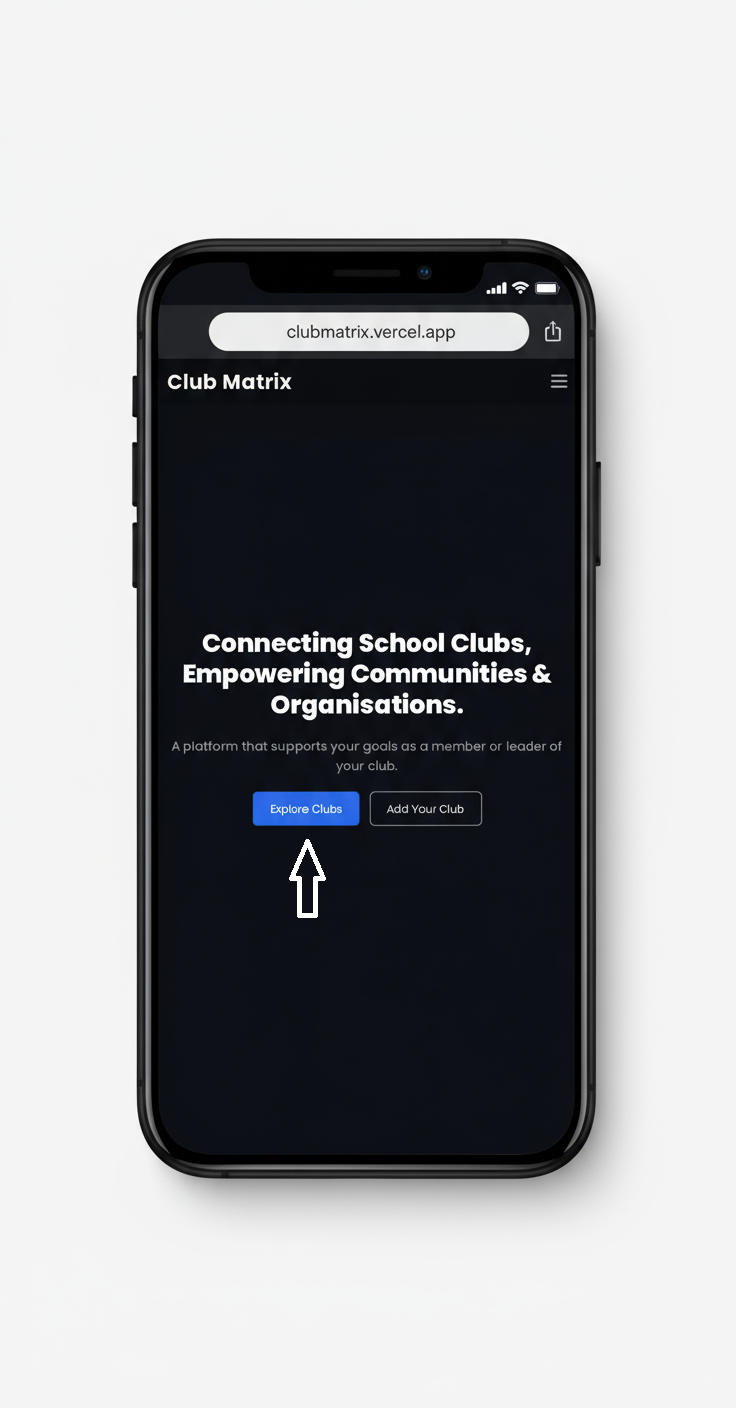 clubmatrix.vercel.app
Club Matrix
Connecting School Clubs,
Empowering Communities &
Organisations.
A platform that supports your goals as a member or leader of
your club.
Explore Clubs
Add Your Club